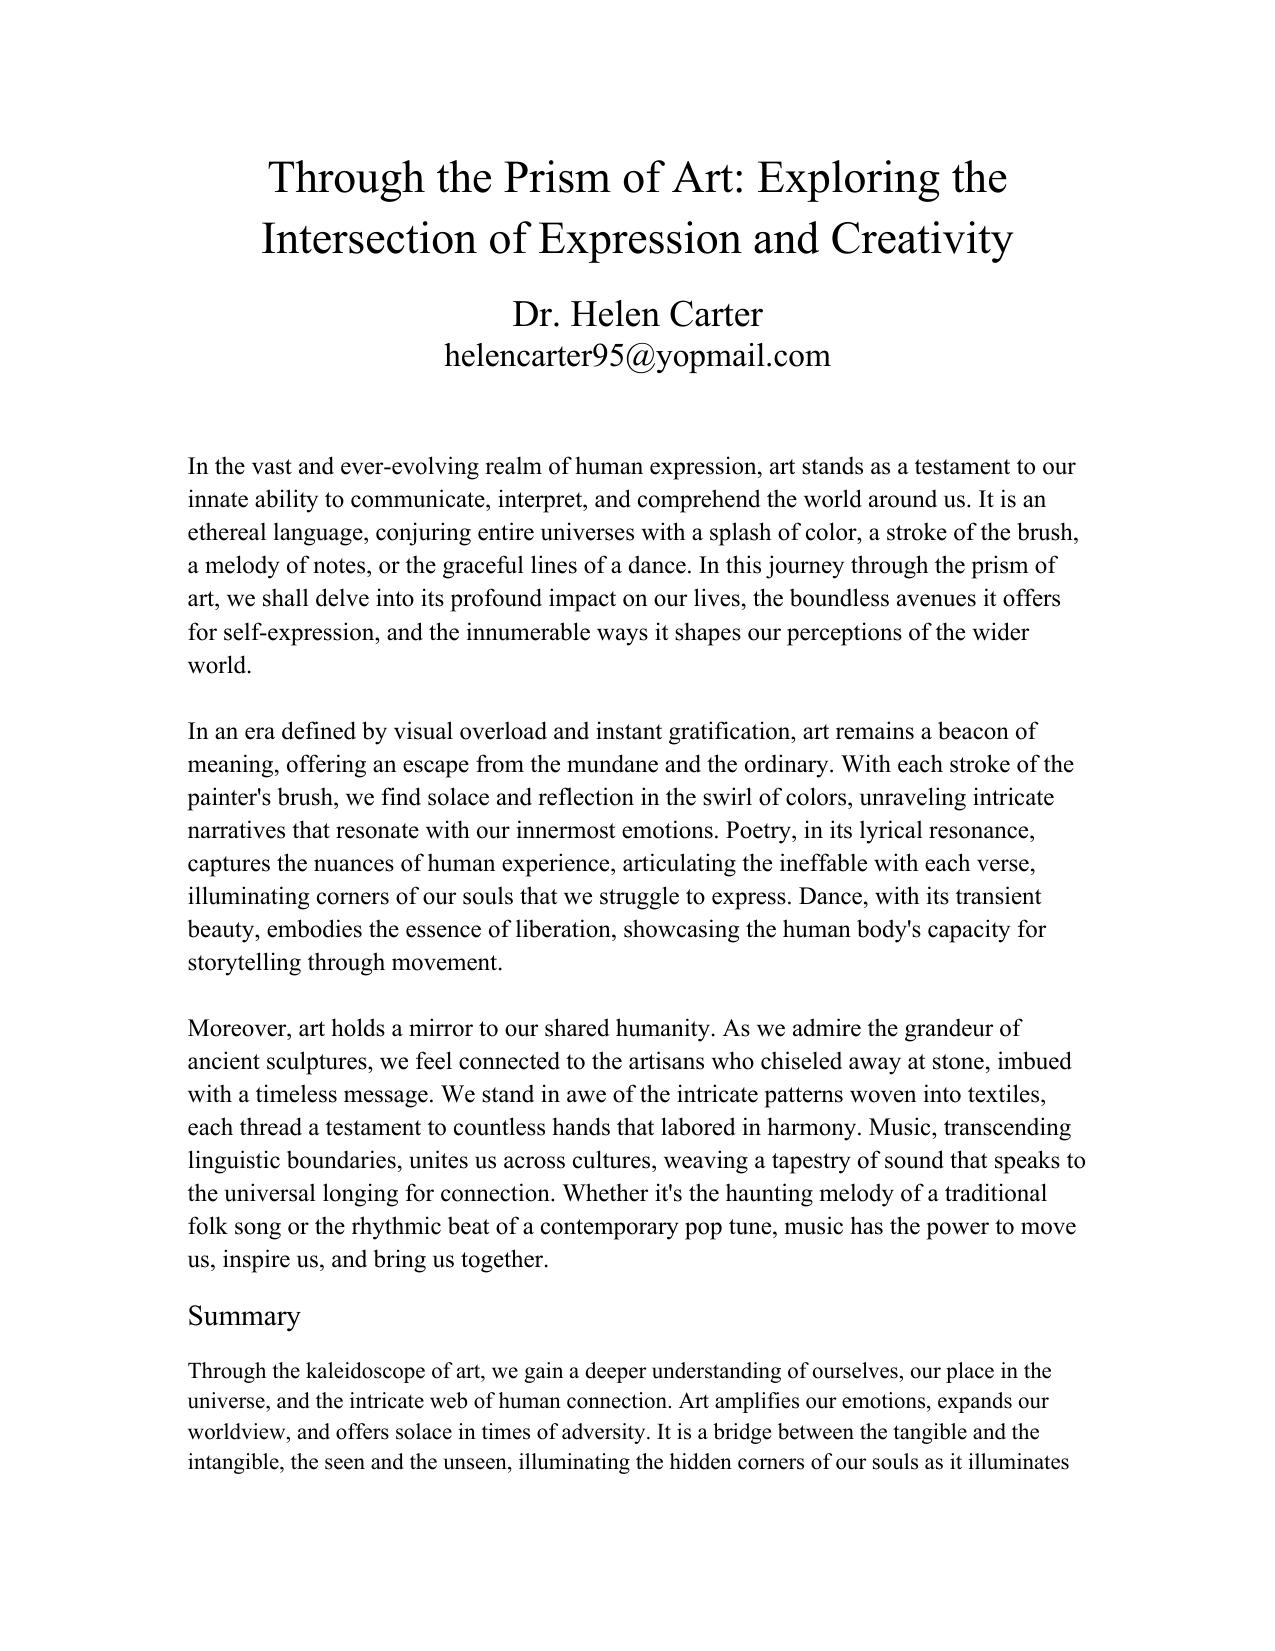 Through the Prism of Art: Exploring the
Intersection of Expression and Creativity
Dr. Helen Carter
helencarter95@yopmail.com
In the vast and ever-evolving realm of human expression, art stands as a testament to our
innate ability to communicate, interpret, and comprehend the world around us. It is an
ethereal language, conjuring entire universes with a splash of color, a stroke of the brush,
a melody of notes, or the graceful lines of a dance. In this journey through the prism of
art, we shall delve into its profound impact on our lives, the boundless avenues it offers
for self-expression, and the innumerable ways it shapes our perceptions of the wider
world.
In an era defined by visual overload and instant gratification, art remains a beacon of
meaning, offering an escape from the mundane and the ordinary. With each stroke of the
painter's brush, we find solace and reflection in the swirl of colors, unraveling intricate
narratives that resonate with our innermost emotions. Poetry, in its lyrical resonance,
captures the nuances of human experience, articulating the ineffable with each verse,
illuminating corners of our souls that we struggle to express. Dance, with its transient
beauty, embodies the essence of liberation, showcasing the human body's capacity for
storytelling through movement.
Moreover, art holds a mirror to our shared humanity. As we admire the grandeur of
ancient sculptures, we feel connected to the artisans who chiseled away at stone, imbued
with a timeless message. We stand in awe of the intricate patterns woven into textiles,
each thread a testament to countless hands that labored in harmony. Music, transcending
linguistic boundaries, unites us across cultures, weaving a tapestry of sound that speaks to
the universal longing for connection. Whether it's the haunting melody of a traditional
folk song or the rhythmic beat of a contemporary pop tune, music has the power to move
us, inspire us, and bring us together.
Summary
Through the kaleidoscope of art, we gain a deeper understanding of ourselves, our place in the
universe, and the intricate web of human connection. Art amplifies our emotions, expands our
worldview, and offers solace in times of adversity. It is a bridge between the tangible and the
intangible, the seen and the unseen, illuminating the hidden corners of our souls as it illuminates